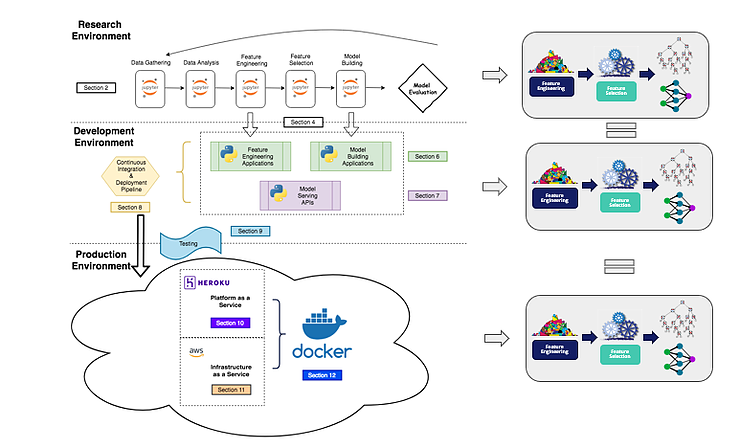 Research
Environment
Data Gathering
Data Analysis
Feature
Engineering
Feature
Selection
Model
Building
Section 2
jupyter
jupyter
jupyter
jupyter
jupyter
Model
Evaluation
Section 4
Development
Environment
Continuous
Integration
&
Deployment
Pipeline
Section 8
Feature
Engineering
Applications
Model
Building
Applications
Section 6
Model
Serving
APIs
Section 7
Testing
Section 9
Production
Environment
HEROKU
Platform as a
Service
Section 10
aws
Infrastructure
as a Service
Section 11
docker
Section 12
Feature
Engineering
Feature
Selection
Feature
Engineering
Feature
Selection
Feature
Engineering
Feature
Selection